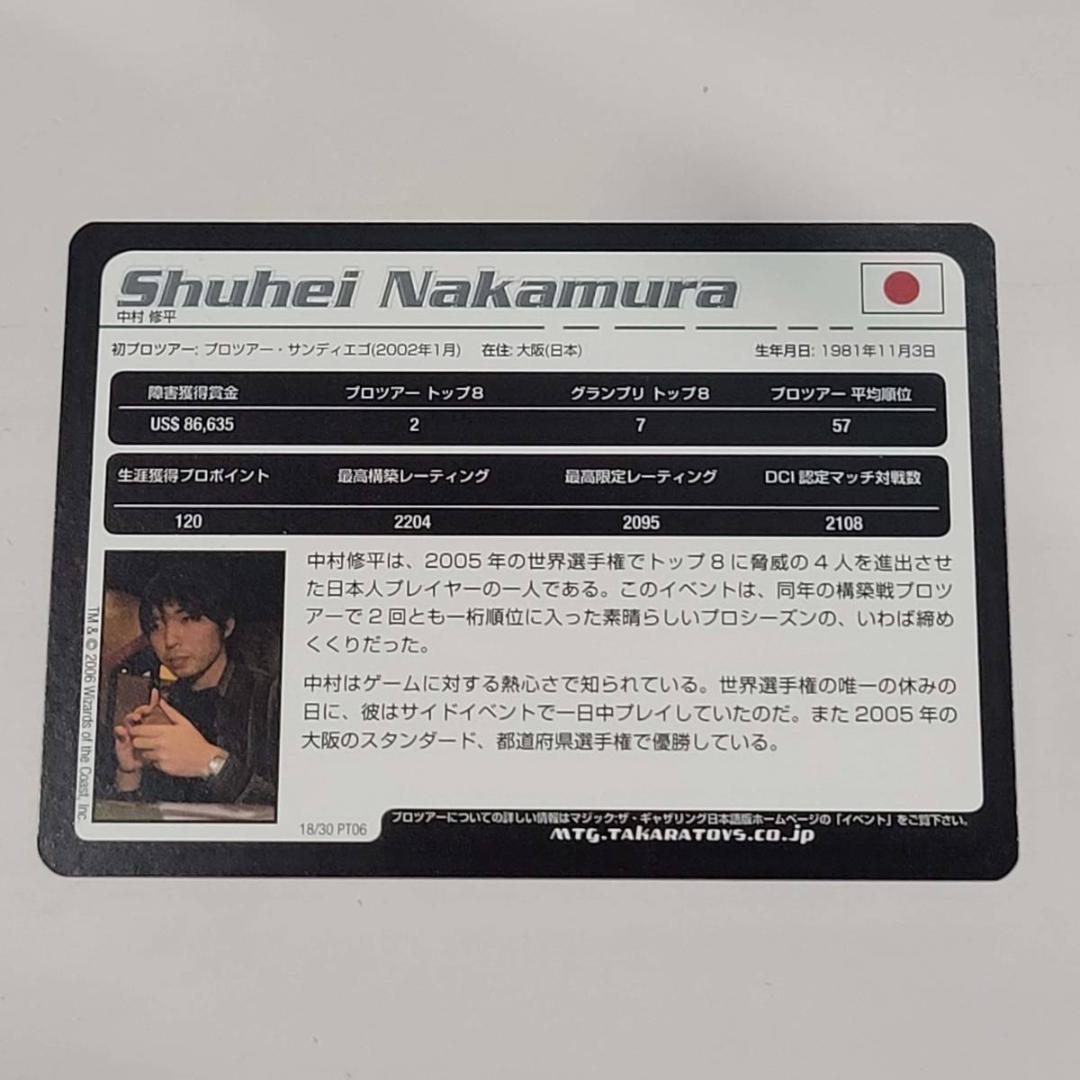 Shuhei Nakamura
中村 修平
初プロツアー: プロツアー・サンディエゴ(2002年1月) 在住: 大阪(日本) 生年月日: 1981年11月3日
障害獲得賞金 プロツアー トップ8 グランプリ トップ8 プロツアー 平均順位
US$ 86,635 2 7 57
生涯獲得プロポイント 最高構築レーティング 最高限定レーティング DCI 認定マッチ対戦数
120 2204 2095 2108
中村修平は、2005 年の世界選手権でトップ 8 に脅威の 4 人を進出させ
た日本人プレイヤーの一人である。このイベントは、同年の構築戦プロツ
アーで 2 回とも一桁順位に入った素晴らしいプロシーズンの、いわば締め
くくりだった。
中村はゲームに対する熱心さで知られている。世界選手権の唯一の休みの
日に、彼はサイドイベントで一日中プレイしていたのだ。また 2005 年の
大阪のスタンダード、都道府県選手権で優勝している。
TM & © 2006 Wizards of the Coast, Inc.
18/30 PT06
プロツアーについての詳しい情報はマジック:ザ・ギャザリング日本語版ホームページの「イベント」をご覧下さい。
MTG.TAKARATOYS.CO.JP